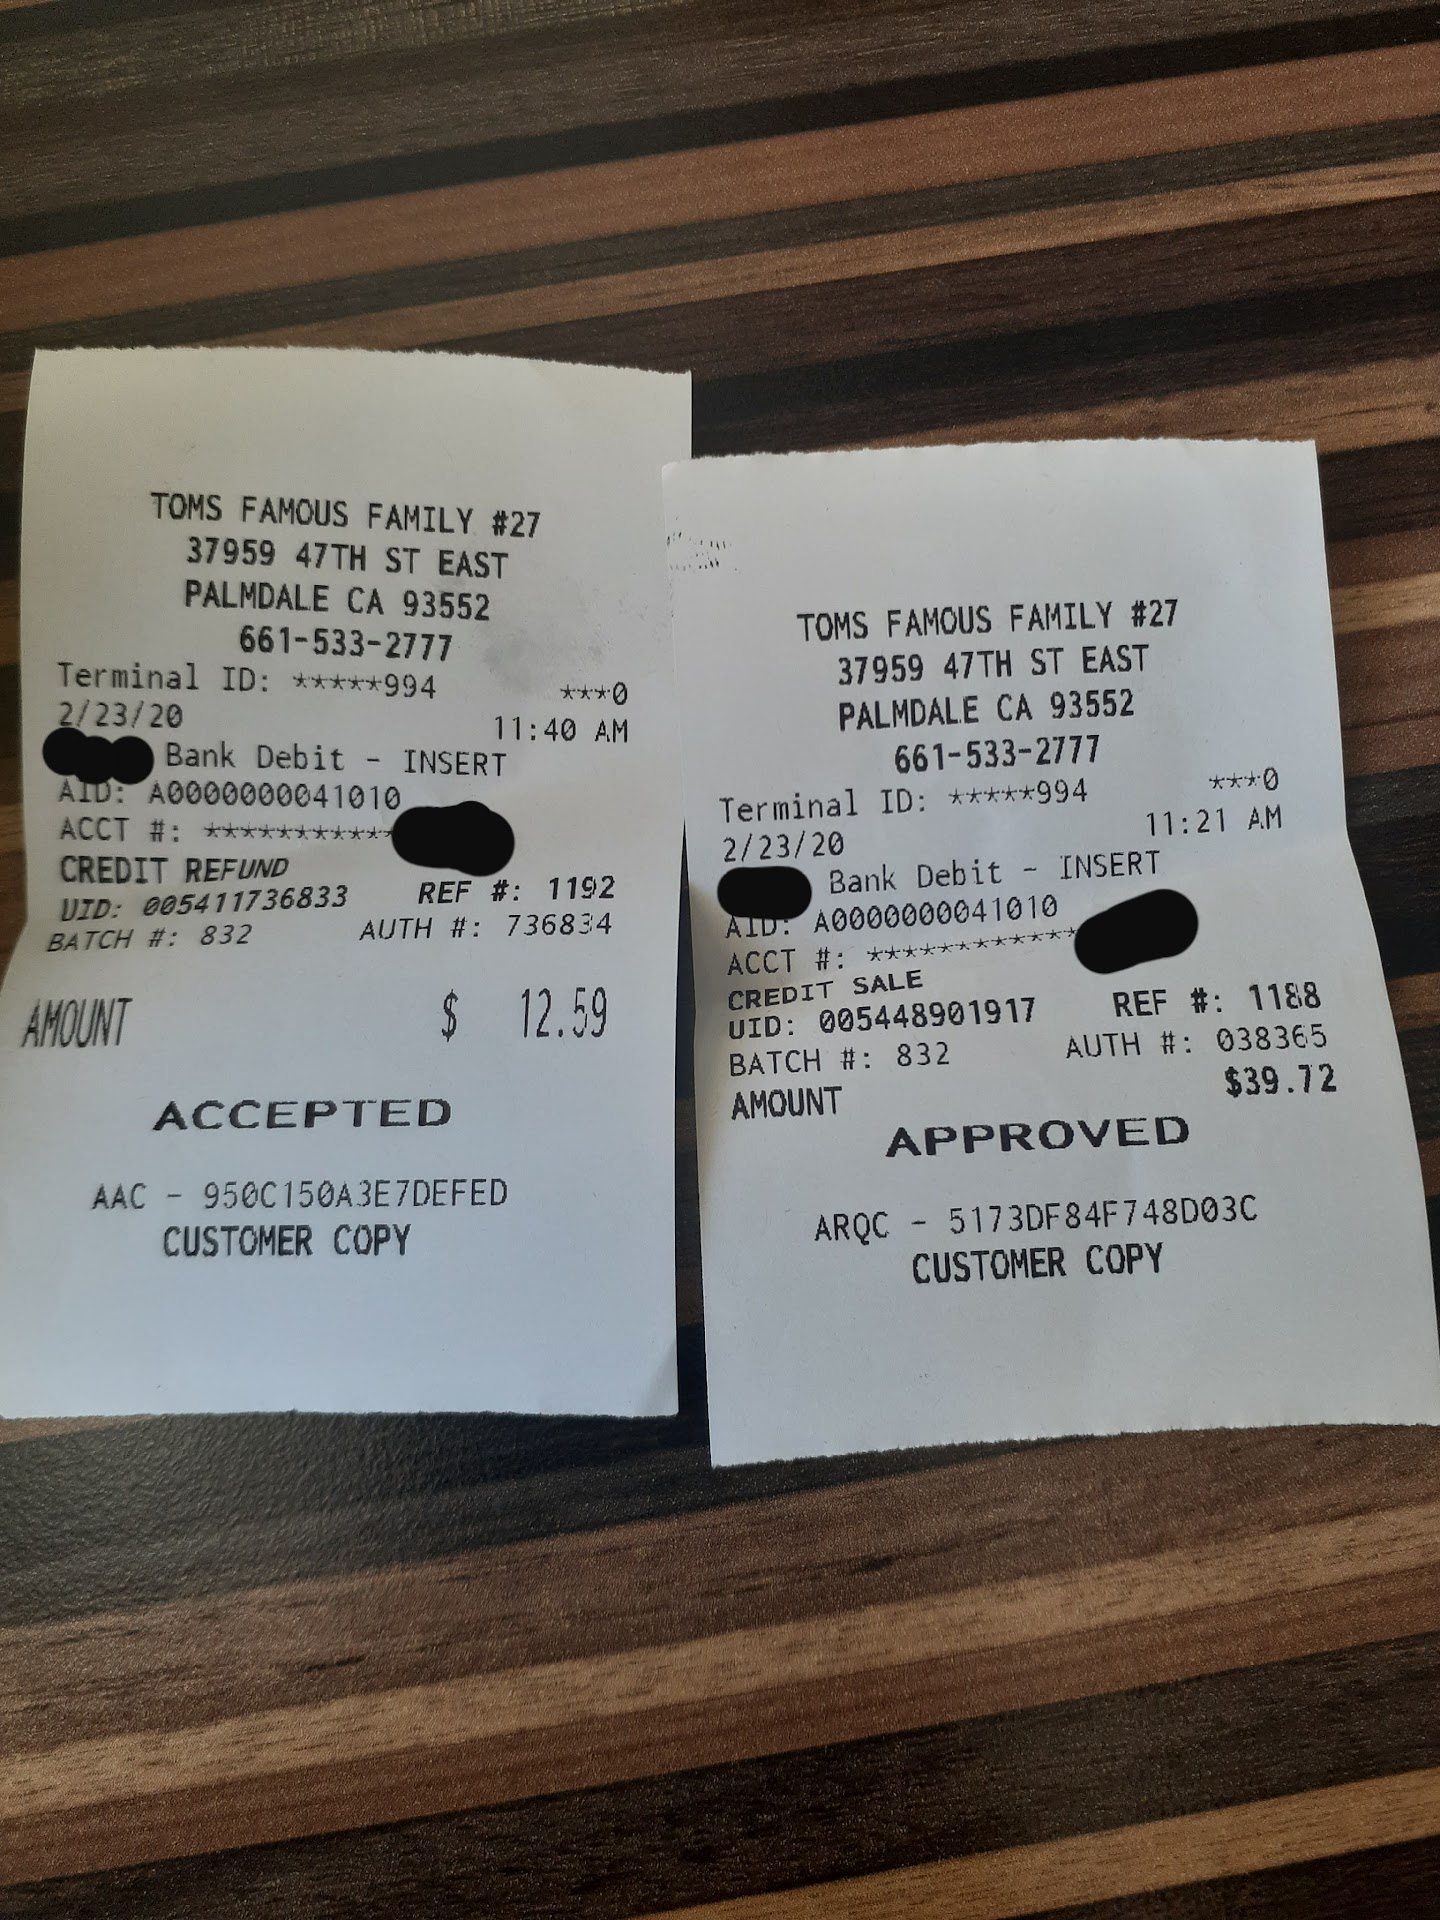 TOMS FAMOUS FAMILY #27
37959 47TH ST EAST
PALMDALE CA 93552
661-533-2777
Terminal ID: *****994 ***0
2/23/20 11:40 AM
Bank Debit - INSERT
AID: A0000000041010
ACCT #: ***********
CREDIT REFUND
UID: 005411736833 REF #: 1192
BATCH #: 832 AUTH #: 736834
AMOUNT $ 12.59
ACCEPTED
AAC - 950C150A3E7DEFED
CUSTOMER COPY
TOMS FAMOUS FAMILY #27
37959 47TH ST EAST
PALMDALE CA 93552
661-533-2777
Terminal ID: *****994 ***0
2/23/20 11:21 AM
Bank Debit - INSERT
AID: A0000000041010
ACCT #: ************
CREDIT SALE
UID: 005448901917 REF #: 1188
BATCH #: 832 AUTH #: 038365
AMOUNT $39.72
APPROVED
ARQC - 5173DF84F748D03C
CUSTOMER COPY